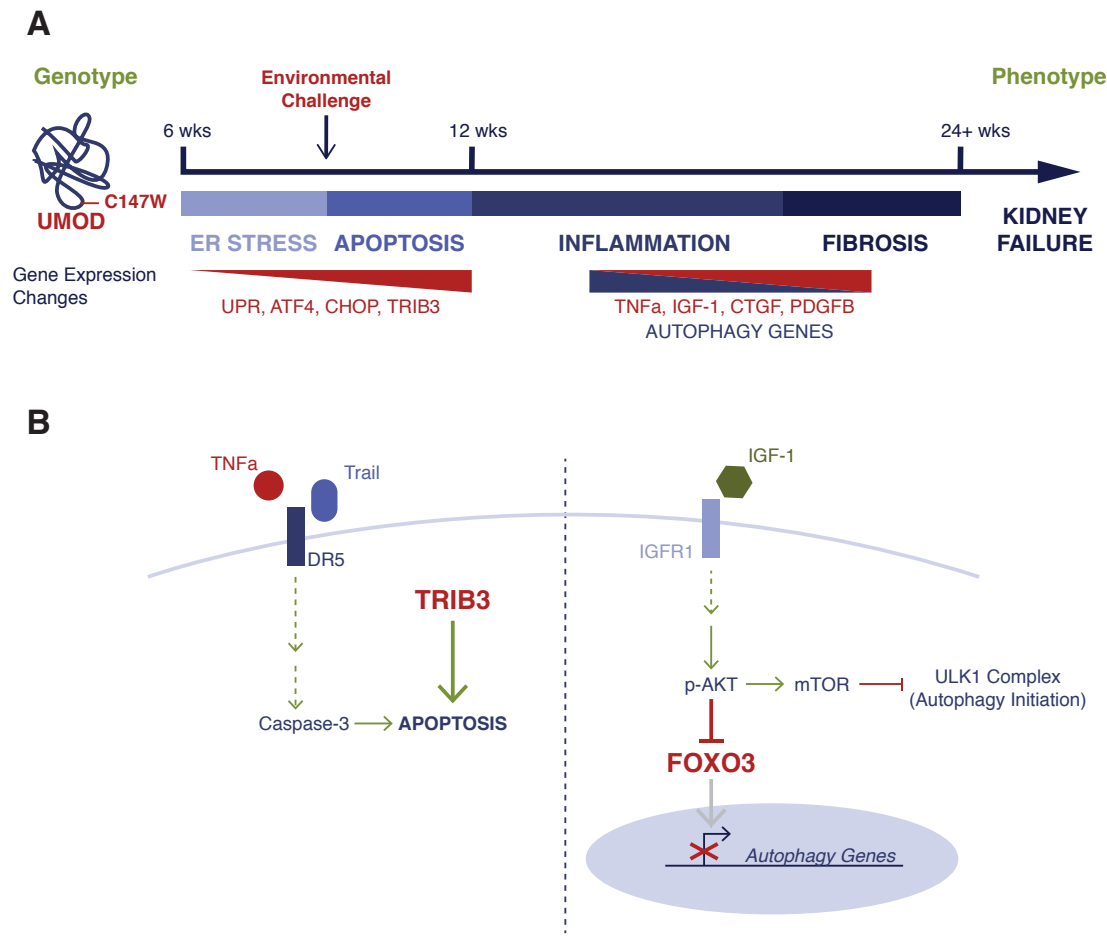 A
Genotype
Phenotype
Environmental
Challenge
6 wks
12 wks
24+ wks
C147W
UMOD
KIDNEY
FAILURE
ER STRESS
APOPTOSIS
INFLAMMATION
FIBROSIS
Gene Expression
Changes
UPR, ATF4, CHOP, TRIB3
TNFa, IGF-1, CTGF, PDGFB
AUTOPHAGY GENES
B
TNFa
Trail
DR5
TRIB3
Caspase-3
APOPTOSIS
IGF-1
IGFR1
p-AKT
mTOR
ULK1 Complex
(Autophagy Initiation)
FOXO3
Autophagy Genes